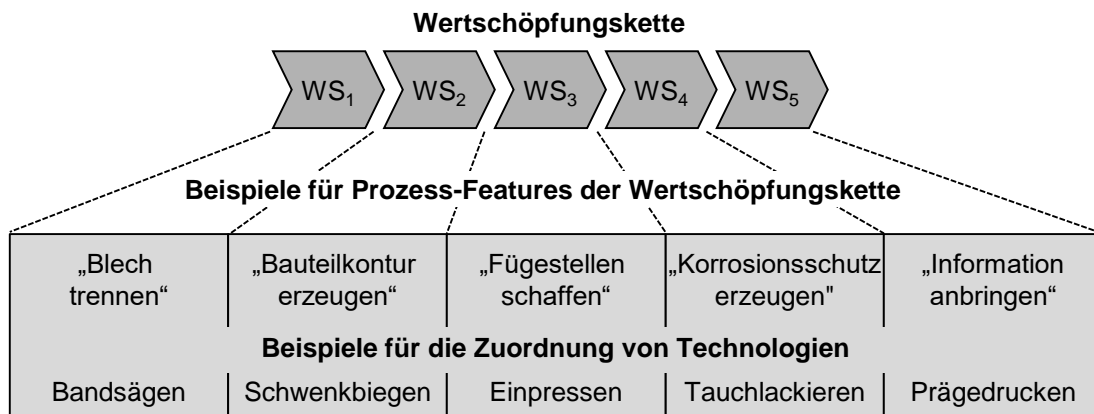 Wertschöpfungskette
WS1 WS2 WS3 WS4 WS5
Beispiele für Prozess-Features der Wertschöpfungskette
„Blech „Bauteilkontur „Fügestellen „Korrosionsschutz „Information
trennen“ erzeugen“ schaffen“ erzeugen" anbringen“
Beispiele für die Zuordnung von Technologien
Bandsägen Schwenkbiegen Einpressen Tauchlackieren Prägedrucken